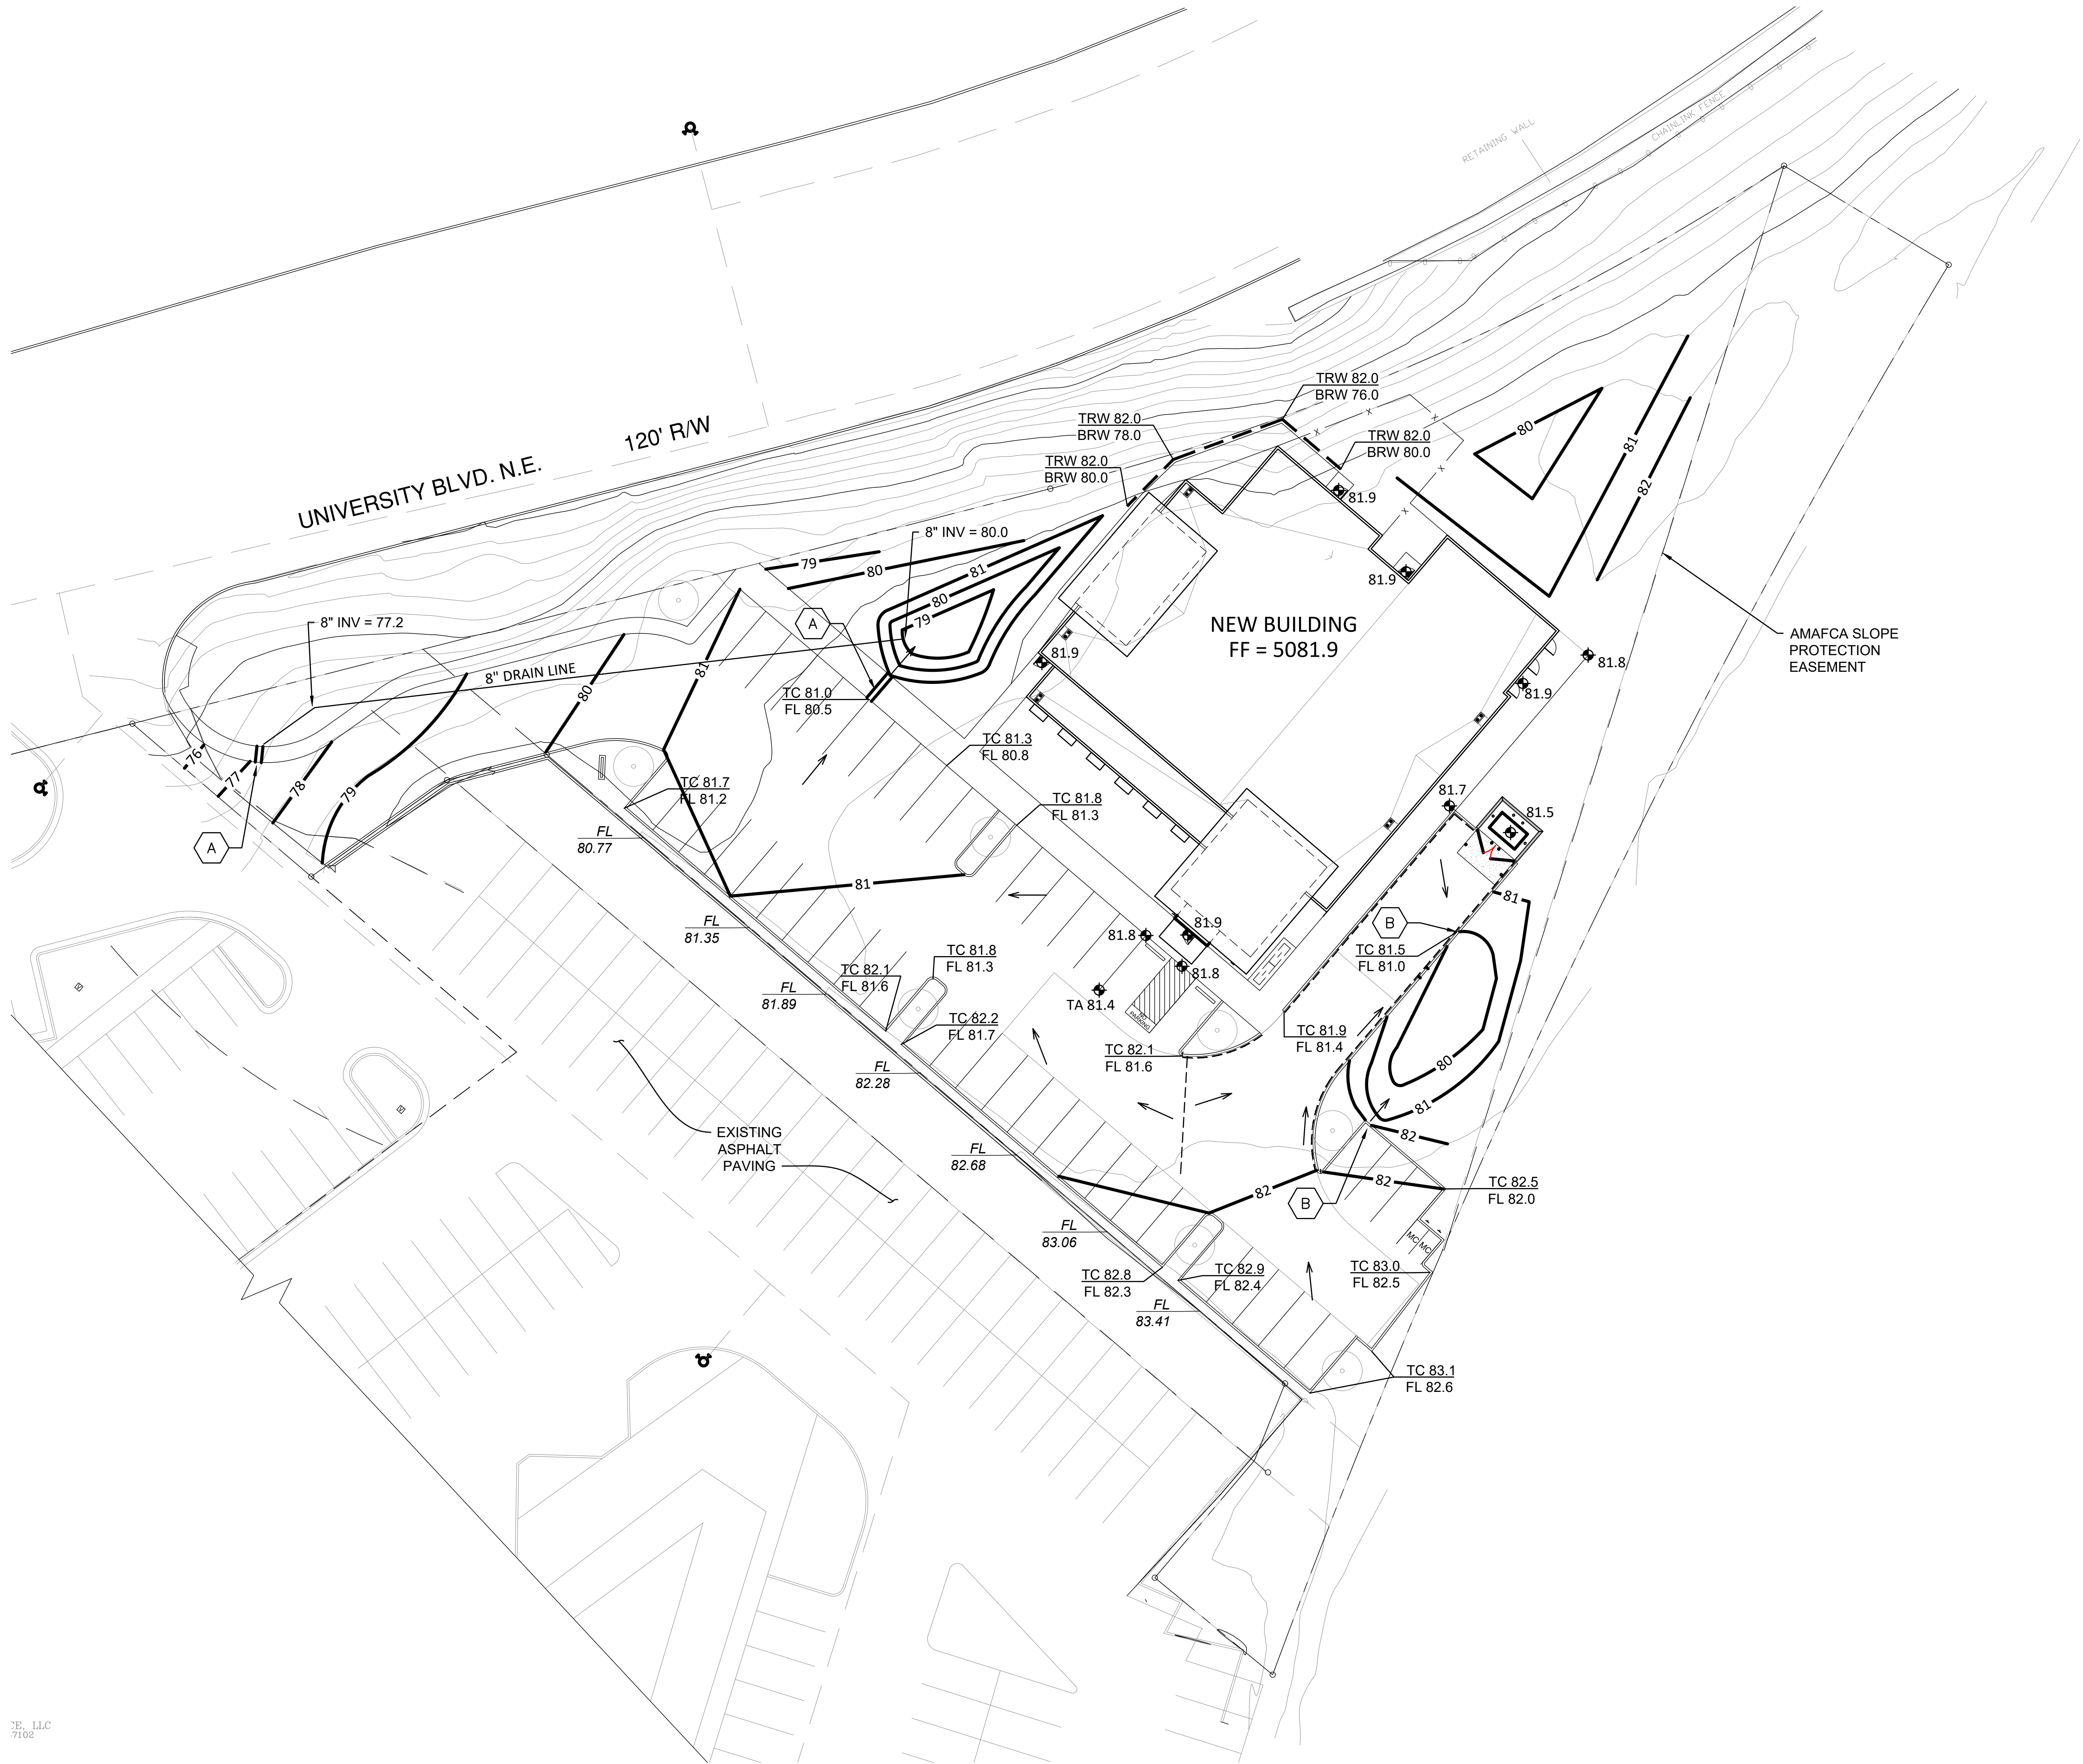 RETAINING WALL
CHAINLINK FENCE
TRW 82.0
BRW 76.0
TRW 82.0
BRW 78.0
TRW 82.0
BRW 80.0
TRW 82.0
BRW 80.0
UNIVERSITY BLVD. N.E.
120' R/W
80
81
82
81.9
8" INV = 80.0
79
80
81
80
79
81.9
A
8" INV = 77.2
NEW BUILDING
FF = 5081.9
AMAFCA SLOPE
PROTECTION
EASEMENT
81.9
81.8
81.9
8" DRAIN LINE
81
80
TC 81.0
FL 80.5
76
77
78
79
TC 81.3
FL 80.8
TC 81.7
FL 81.2
TC 81.8
FL 81.3
81.7
81.5
A
FL
80.77
81
81
B
TC 81.5
FL 81.0
FL
81.35
81.9
81.8
81.8
TC 81.8
FL 81.3
TC 82.1
FL 81.6
FL
81.89
TA 81.4
NO
PARKING
TC 82.2
FL 81.7
TC 81.9
FL 81.4
TC 82.1
FL 81.6
80
81
82
FL
82.28
EXISTING
ASPHALT
PAVING
FL
82.68
82
82
TC 82.5
FL 82.0
B
FL
83.06
MC
MC
TC 82.8
FL 82.3
TC 82.9
FL 82.4
TC 83.0
FL 82.5
FL
83.41
TC 83.1
FL 82.6
CE, LLC
7102